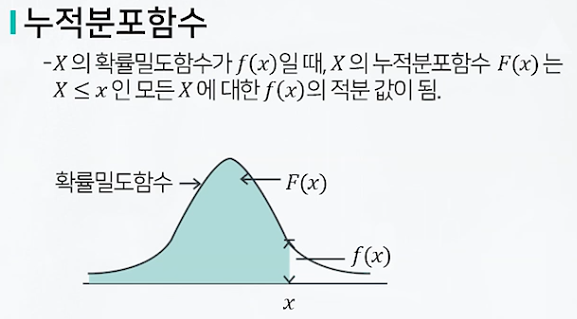 누적분포함수
-X 의 확률밀도함수가 f(x)일 때, X 의 누적분포함수 F(x) 는
X ≤ x 인 모든 X 에 대한 f(x)의 적분 값이 됨.
확률밀도함수
F(x)
f(x)
x